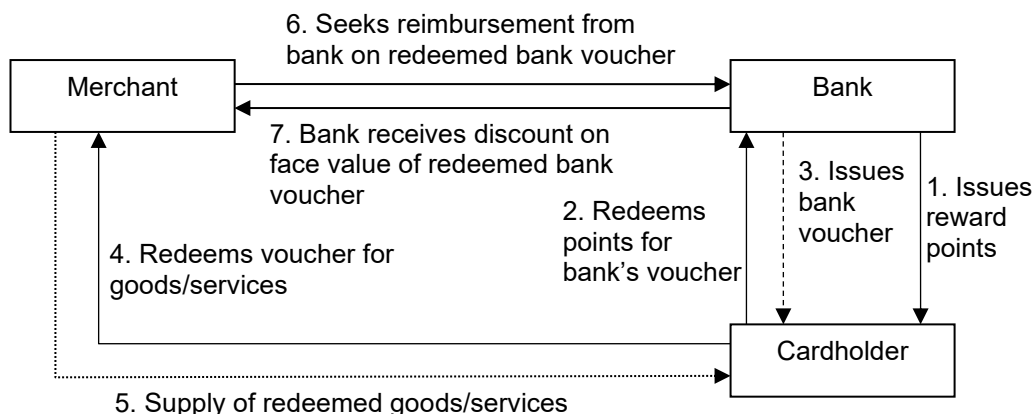 6. Seeks reimbursement from
bank on redeemed bank voucher
Merchant
Bank
7. Bank receives discount on
face value of redeemed bank
voucher
3. Issues
bank
voucher
1. Issues
reward
points
2. Redeems
points for
bank's voucher
4. Redeems voucher for
goods/services
Cardholder
5. Supply of redeemed goods/services